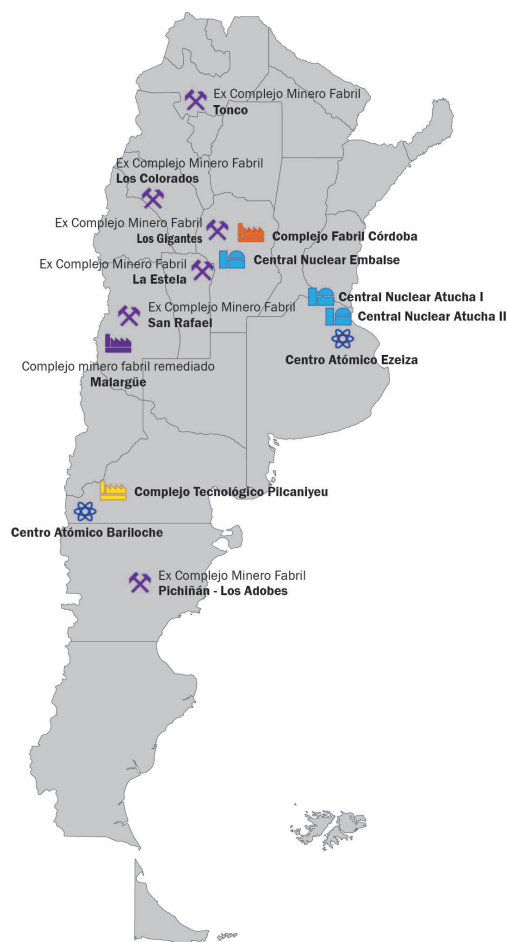 Ex Complejo Minero Fabril
Tonco
Ex Complejo Minero Fabril
Los Colorados
Ex Complejo Minero Fabril
Los Gigantes
Complejo Fabril Córdoba
Central Nuclear Embalse
Ex Complejo Minero Fabril
La Estela
Central Nuclear Atucha I
Central Nuclear Atucha II
Ex Complejo Minero Fabril
San Rafael
Centro Atómico Ezeiza
Complejo minero fabril remediado
Malargüe
Complejo Tecnológico Pilcaniyeu
Centro Atómico Bariloche
Ex Complejo Minero Fabril
Pichiñán - Los Adobes